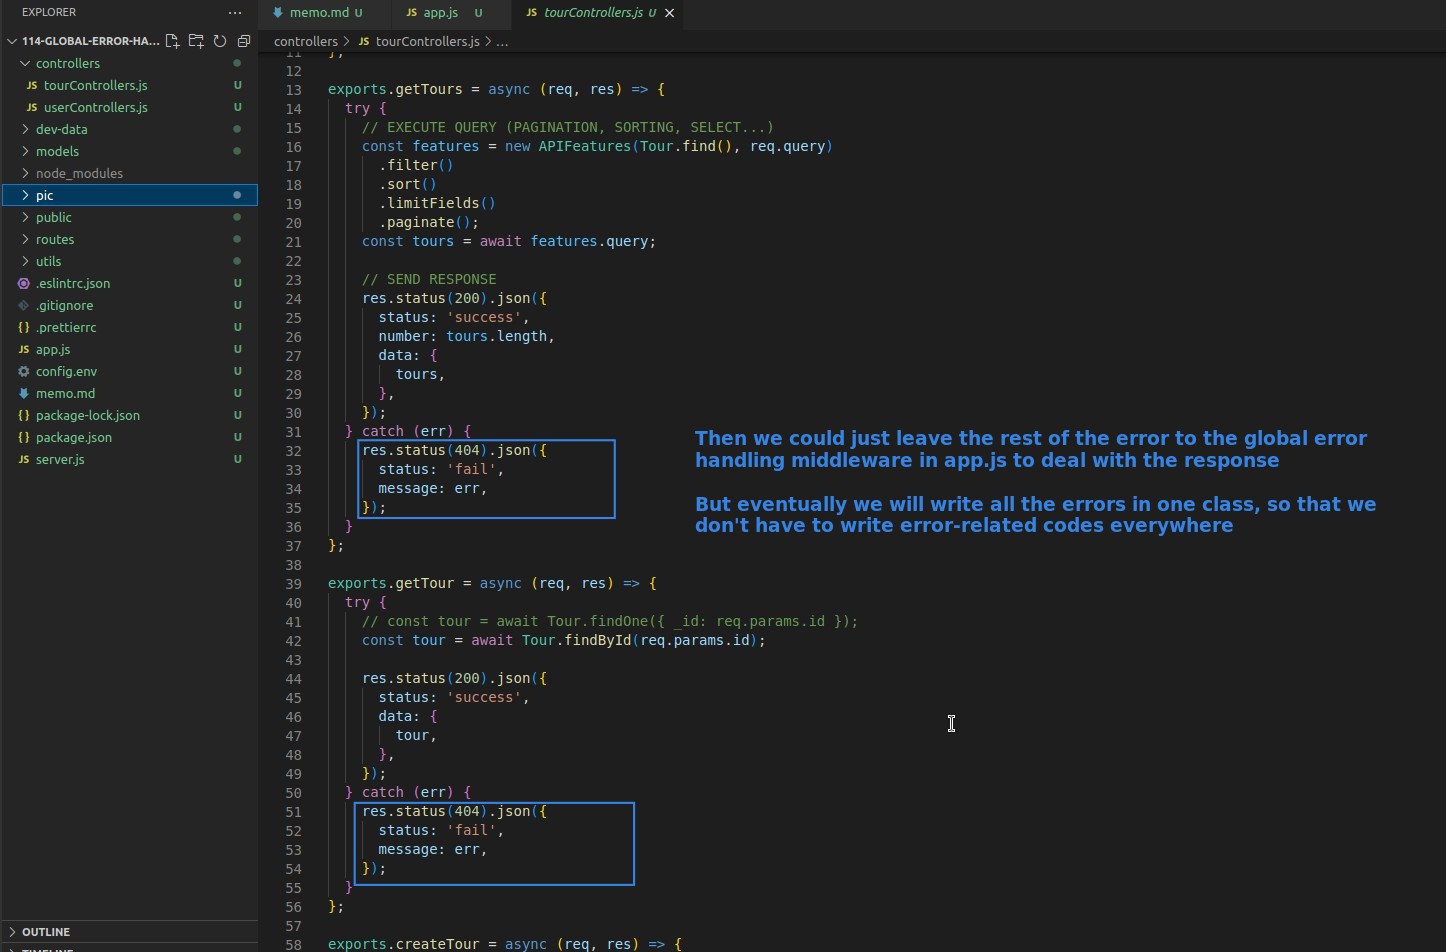 EXPLORER
114-GLOBAL-ERROR-HA...
controllers
JS tourControllers.js U
JS userControllers.js U
dev-data
models
node_modules
pic
public
routes
utils
.eslintrc.json U
.gitignore U
{} .prettierrc U
JS app.js U
config.env U
memo.md U
{} package-lock.json U
{} package.json U
JS server.js U
OUTLINE
TIMELINE
memo.md U JS app.js U JS tourControllers.js U
controllers > JS tourControllers.js > ...
11 };
12
13 exports.getTours = async (req, res) => {
14 try {
15 // EXECUTE QUERY (PAGINATION, SORTING, SELECT...)
16 const features = new APIFeatures(Tour.find(), req.query)
17 .filter()
18 .sort()
19 .limitFields()
20 .paginate();
21 const tours = await features.query;
22
23 // SEND RESPONSE
24 res.status(200).json({
25 status: 'success',
26 number: tours.length,
27 data: {
28 tours,
29 },
30 });
31 } catch (err) {
32 res.status(404).json({
33 status: 'fail',
34 message: err,
35 });
36 }
37 };
38
39 exports.getTour = async (req, res) => {
40 try {
41 // const tour = await Tour.findOne({ _id: req.params.id });
42 const tour = await Tour.findById(req.params.id);
43
44 res.status(200).json({
45 status: 'success',
46 data: {
47 tour,
48 },
49 });
50 } catch (err) {
51 res.status(404).json({
52 status: 'fail',
53 message: err,
54 });
55 }
56 };
57
58 exports.createTour = async (req, res) => {
Then we could just leave the rest of the error to the global error
handling middleware in app.js to deal with the response
But eventually we will write all the errors in one class, so that we
don't have to write error-related codes everywhere